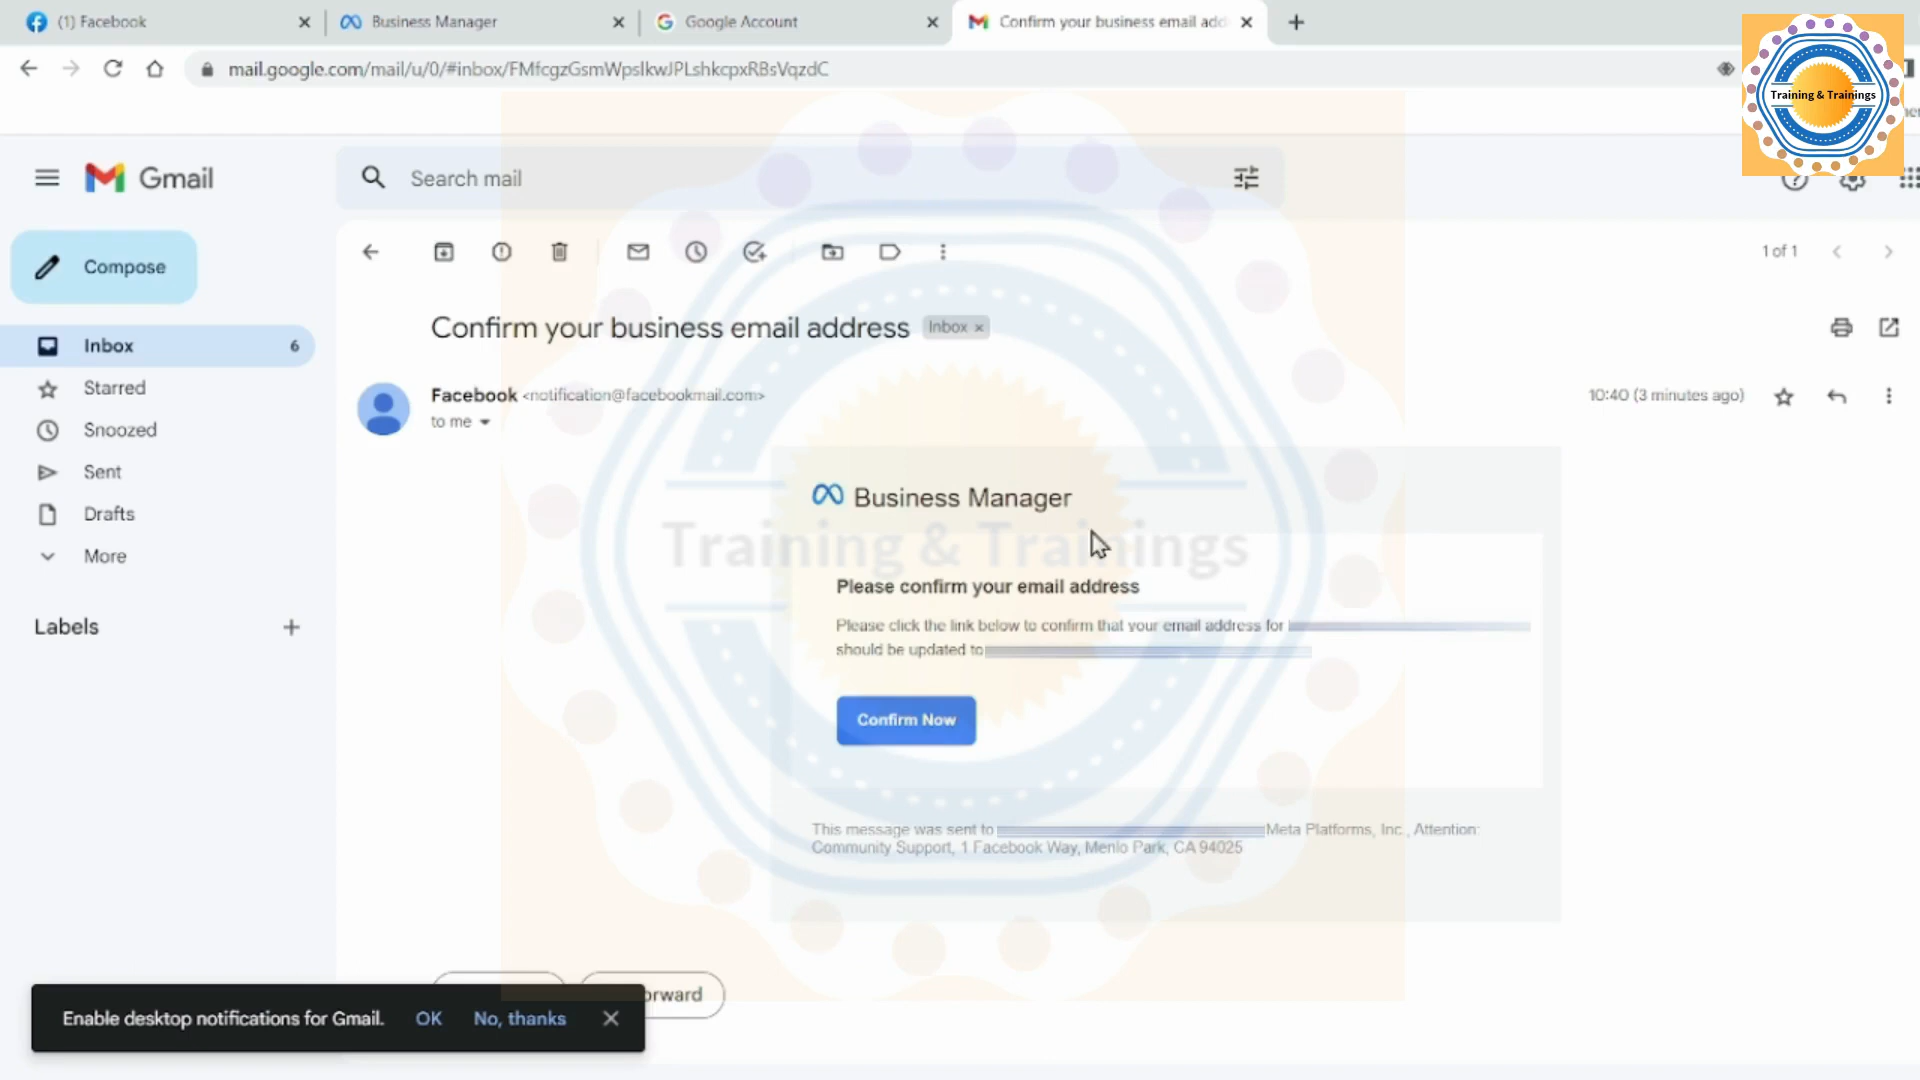 (1) Facebook
Business Manager
Google Account
Confirm your business email add
mail.google.com/mail/u/0/#inbox/FMfcgzGsmWpslkwJPLshkcpxRBsVqzdC
Training & Trainings
Gmail
Search mail
Compose
1 of 1
Confirm your business email address
Inbox ×
Inbox 6
Starred
Snoozed
Sent
Drafts
More
Labels
Facebook <notification@facebookmail.com>
to me
10:40 (3 minutes ago)
Business Manager
Training & Trainings
Please confirm your email address
Please click the link below to confirm that your email address for
should be updated to
Confirm Now
This message was sent to Meta Platforms, Inc., Attention:
Community Support, 1 Facebook Way, Menlo Park, CA 94025
orward
Enable desktop notifications for Gmail. OK No, thanks